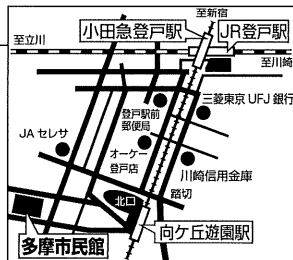 至新宿
小田急登戸駅
JR登戸駅
至立川
至川崎
登戸駅前
郵便局
三菱東京UFJ銀行
JAセレサ
オーケー
登戸店
川崎信用金庫
踏切
北口
向ケ丘遊園駅
多摩市民館